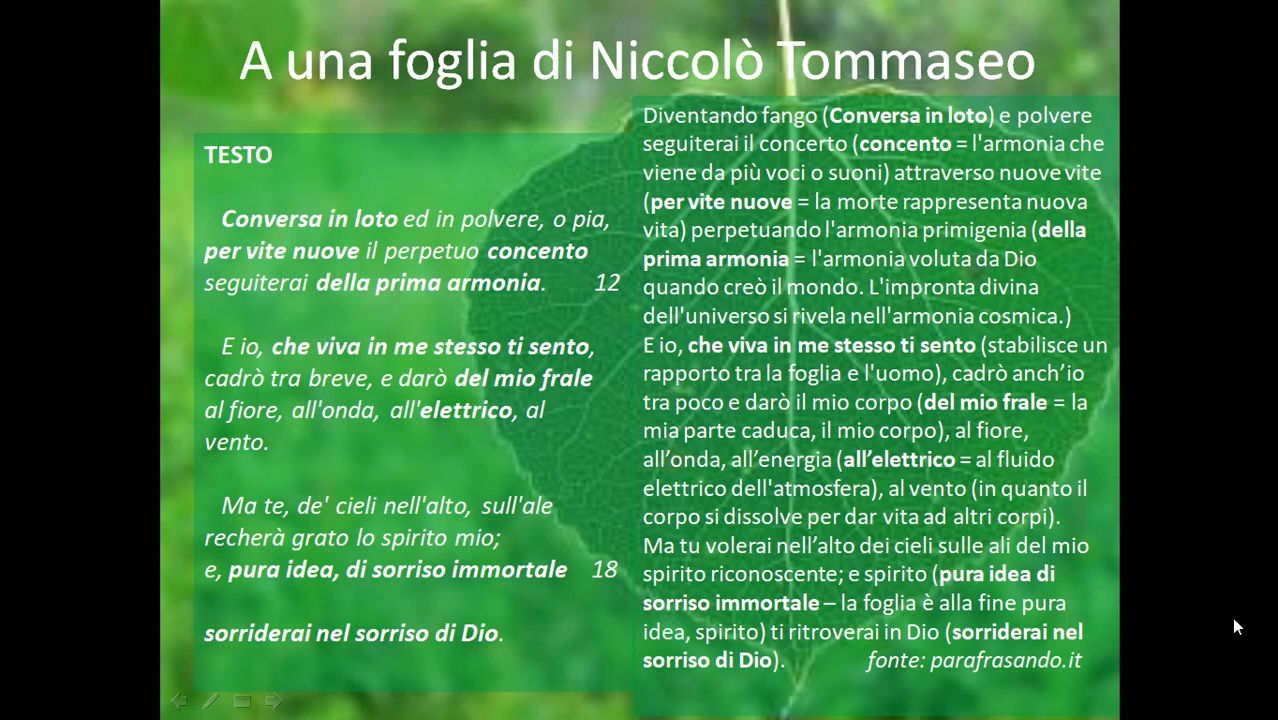 A una foglia di Niccolò Tommaseo
TESTO
Conversa in loto ed in polvere, o pia,
per vite nuove il perpetuo concento
seguiterai della prima armonia. 12
E io, che viva in me stesso ti sento,
cadrò tra breve, e darò del mio frale
al fiore, all'onda, all'elettrico, al
vento.
Ma te, de' cieli nell'alto, sull'ale
recherà grato lo spirito mio;
e, pura idea, di sorriso immortale 18
sorriderai nel sorriso di Dio.
Diventando fango (Conversa in loto) e polvere
seguiterai il concerto (concento = l'armonia che
viene da più voci o suoni) attraverso nuove vite
(per vite nuove = la morte rappresenta nuova
vita) perpetuando l'armonia primigenia (della
prima armonia = l'armonia voluta da Dio
quando creò il mondo. L'impronta divina
dell'universo si rivela nell'armonia cosmica.)
E io, che viva in me stesso ti sento (stabilisce un
rapporto tra la foglia e l'uomo), cadrò anch’io
tra poco e darò il mio corpo (del mio frale = la
mia parte caduca, il mio corpo), al fiore,
all’onda, all’energia (all’elettrico = al fluido
elettrico dell'atmosfera), al vento (in quanto il
corpo si dissolve per dar vita ad altri corpi).
Ma tu volerai nell’alto dei cieli sulle ali del mio
spirito riconoscente; e spirito (pura idea di
sorriso immortale – la foglia è alla fine pura
idea, spirito) ti ritroverai in Dio (sorriderai nel
sorriso di Dio). fonte: parafrasando.it